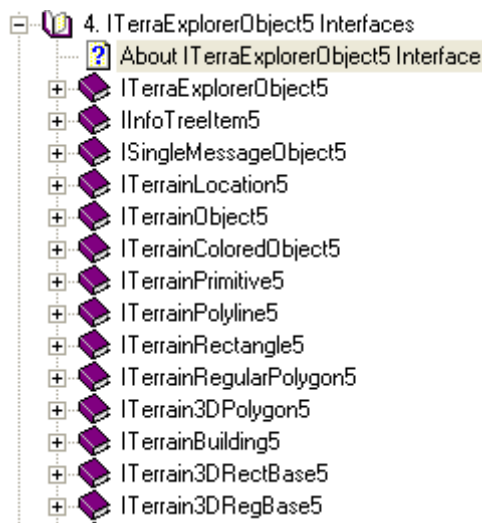 4. ITerraExplorerObject5 Interfaces
About ITerraExplorerObject5 Interface
ITerraExplorerObject5
IInfoTreeItem5
ISingleMessageObject5
ITerrainLocation5
ITerrainObject5
ITerrainColoredObject5
ITerrainPrimitive5
ITerrainPolyline5
ITerrainRectangle5
ITerrainRegularPolygon5
ITerrain3DPolygon5
ITerrainBuilding5
ITerrain3DRectBase5
ITerrain3DRegBase5